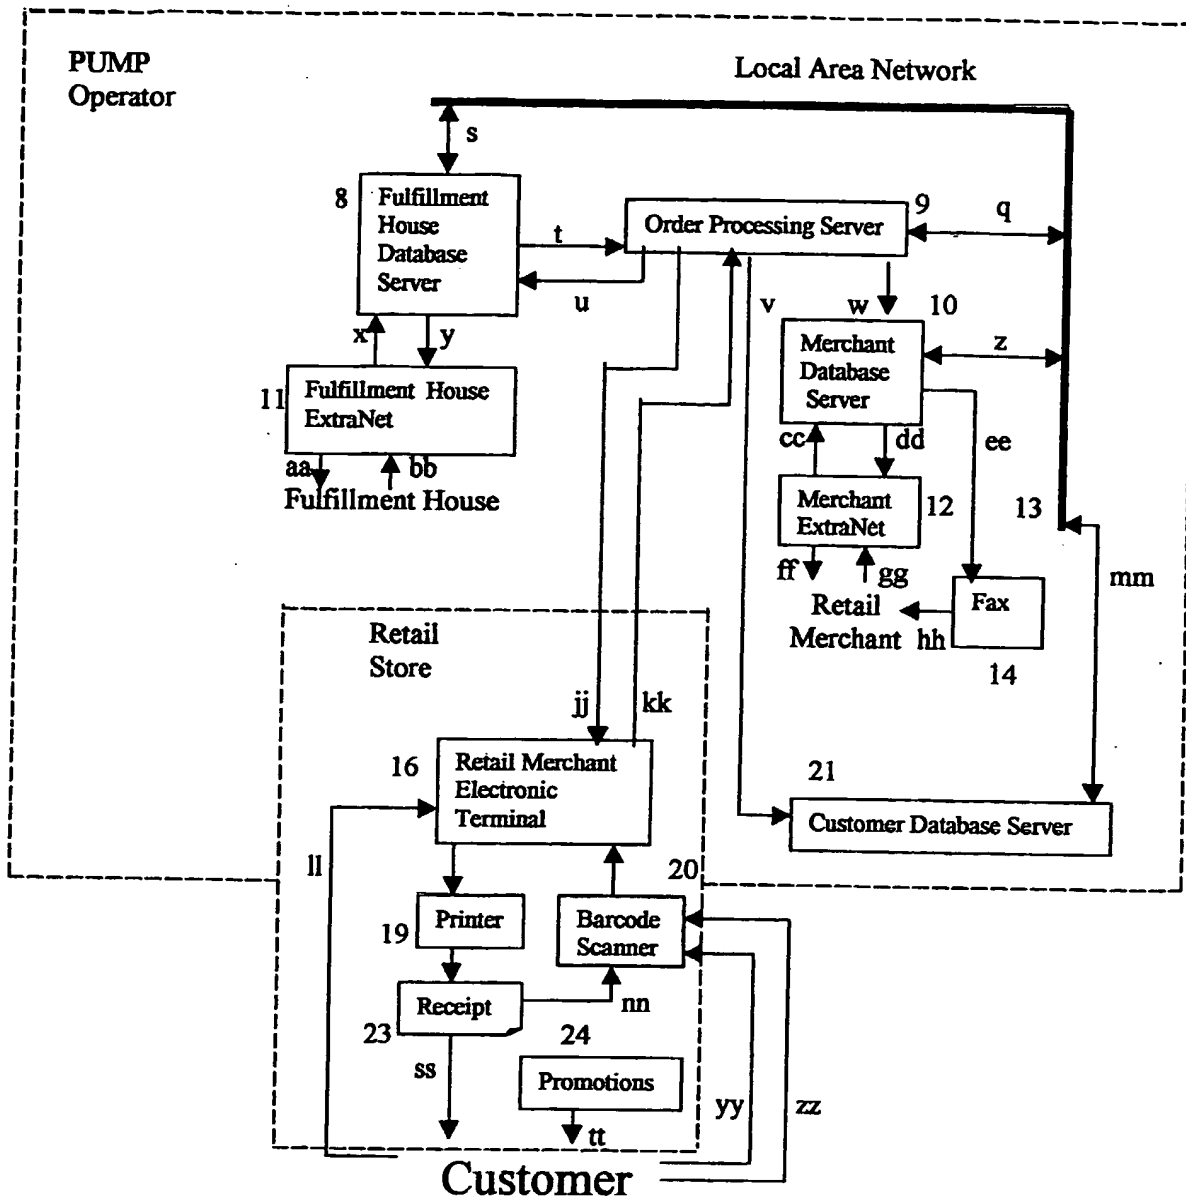 PUMP
Operator
Local Area Network
s
8
Fulfillment
House
Database
Server
t
u
Order Processing Server
9
q
v
w
10
Merchant
Database
Server
z
x
y
11
Fulfillment House
ExtraNet
aa
bb
Fulfillment House
cc
dd
ee
Merchant
ExtraNet
12
13
ff
gg
Retail
Merchant
hh
Fax
14
mm
Retail
Store
jj
kk
16
Retail Merchant
Electronic
Terminal
21
Customer Database Server
ll
20
19
Printer
Barcode
Scanner
Receipt
23
nn
24
ss
Promotions
tt
yy
zz
Customer